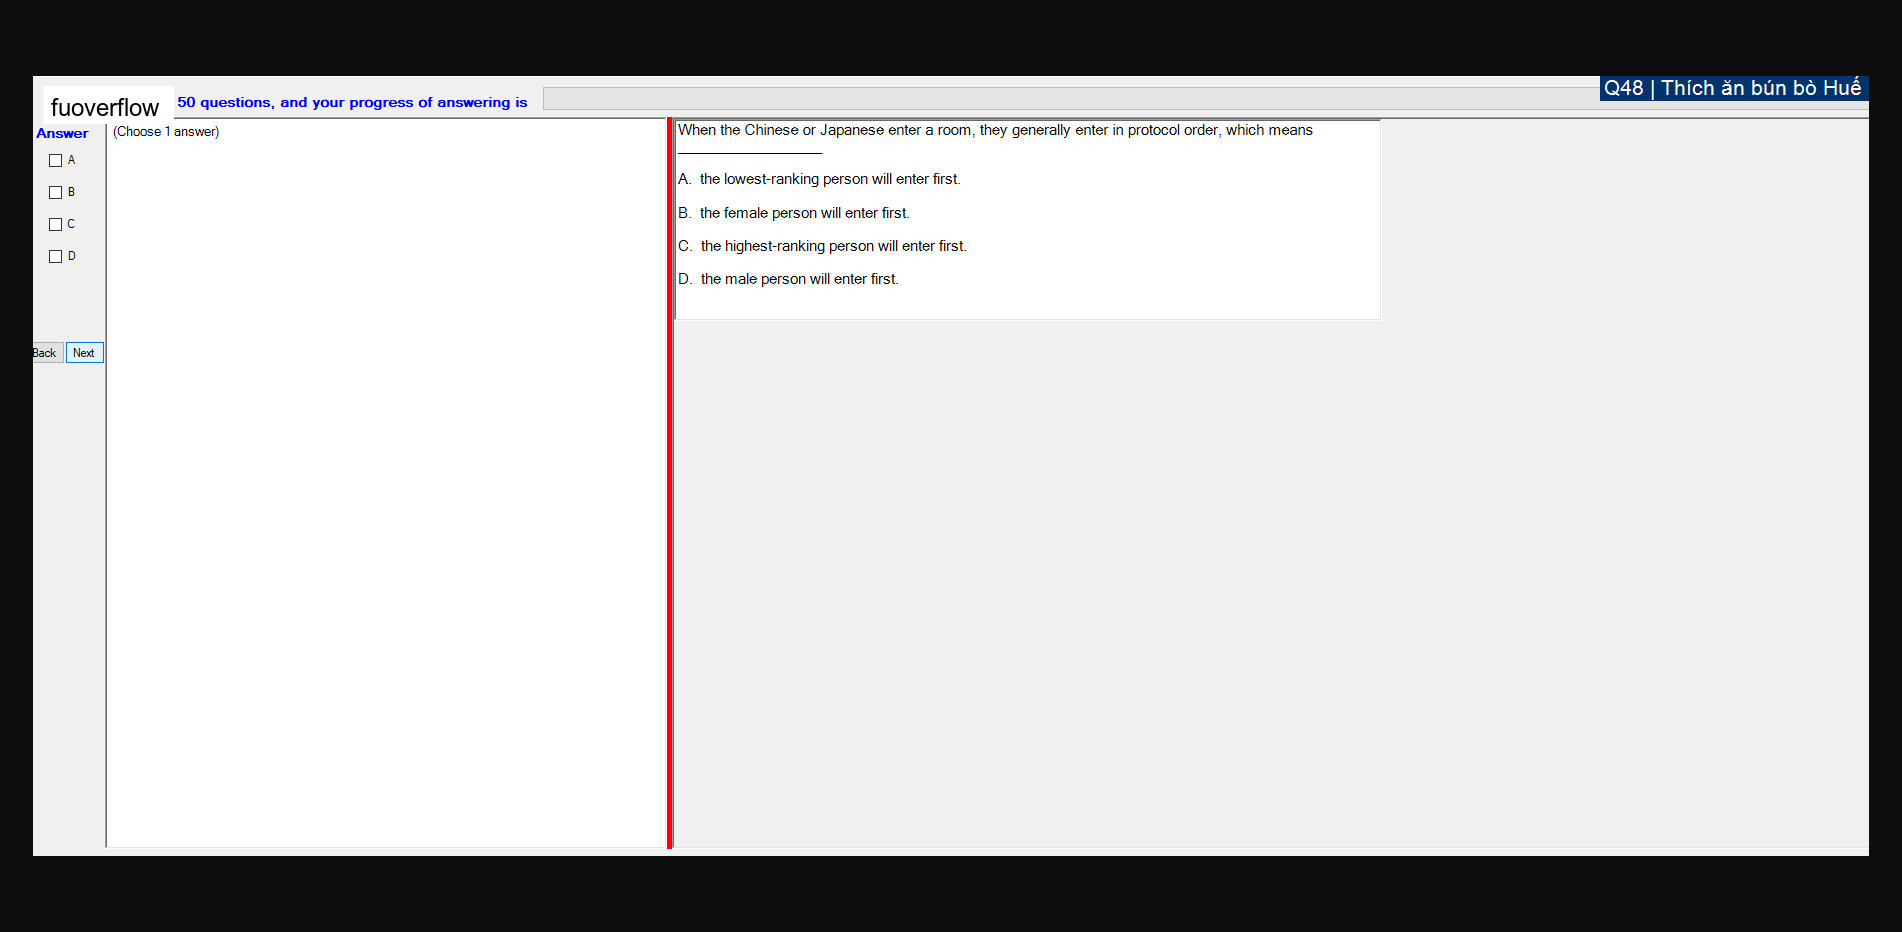 Q48 | Thích ăn bún bò Huế
fuoverflow 50 questions, and your progress of answering is
Answer
(Choose 1 answer)
A
B
C
D
Back Next
When the Chinese or Japanese enter a room, they generally enter in protocol order, which means
__________________
A. the lowest-ranking person will enter first.
B. the female person will enter first.
C. the highest-ranking person will enter first.
D. the male person will enter first.